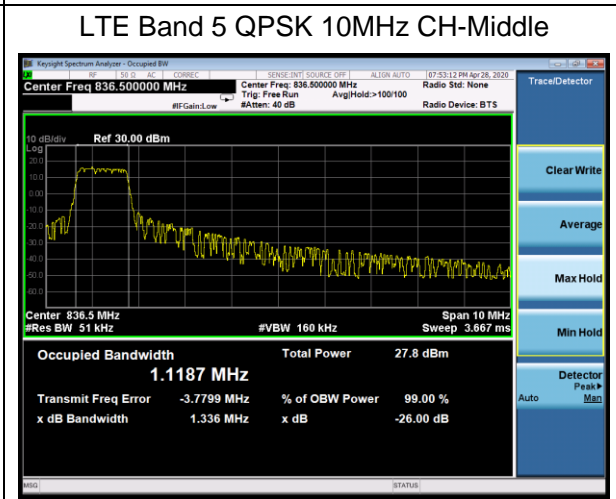 LTE Band 5 QPSK 10MHz CH-Middle
Keysight Spectrum Analyzer - Occupied BW
RF 50 Ω AC CORREC SENSE:INT SOURCE OFF ALIGN AUTO 07:53:12 PM Apr 28, 2020
Center Freq 836.500000 MHz Center Freq: 836.500000 MHz Radio Std: None Trace/Detector
Trig: Free Run Avg|Hold:>100/100
#IFGain:Low #Atten: 40 dB Radio Device: BTS
10 dB/div Ref 30.00 dBm
Log
20.0
10.0
0.00
-10.0
-20.0
-30.0
-40.0
-50.0
-60.0
Clear Write
Average
Max Hold
Min Hold
Center 836.5 MHz Span 10 MHz
#Res BW 51 kHz #VBW 160 kHz Sweep 3.667 ms
Occupied Bandwidth Total Power 27.8 dBm
1.1187 MHz
Transmit Freq Error -3.7799 MHz % of OBW Power 99.00 %
x dB Bandwidth 1.336 MHz x dB -26.00 dB
Detector
Peak▶
Auto Man
MSG STATUS